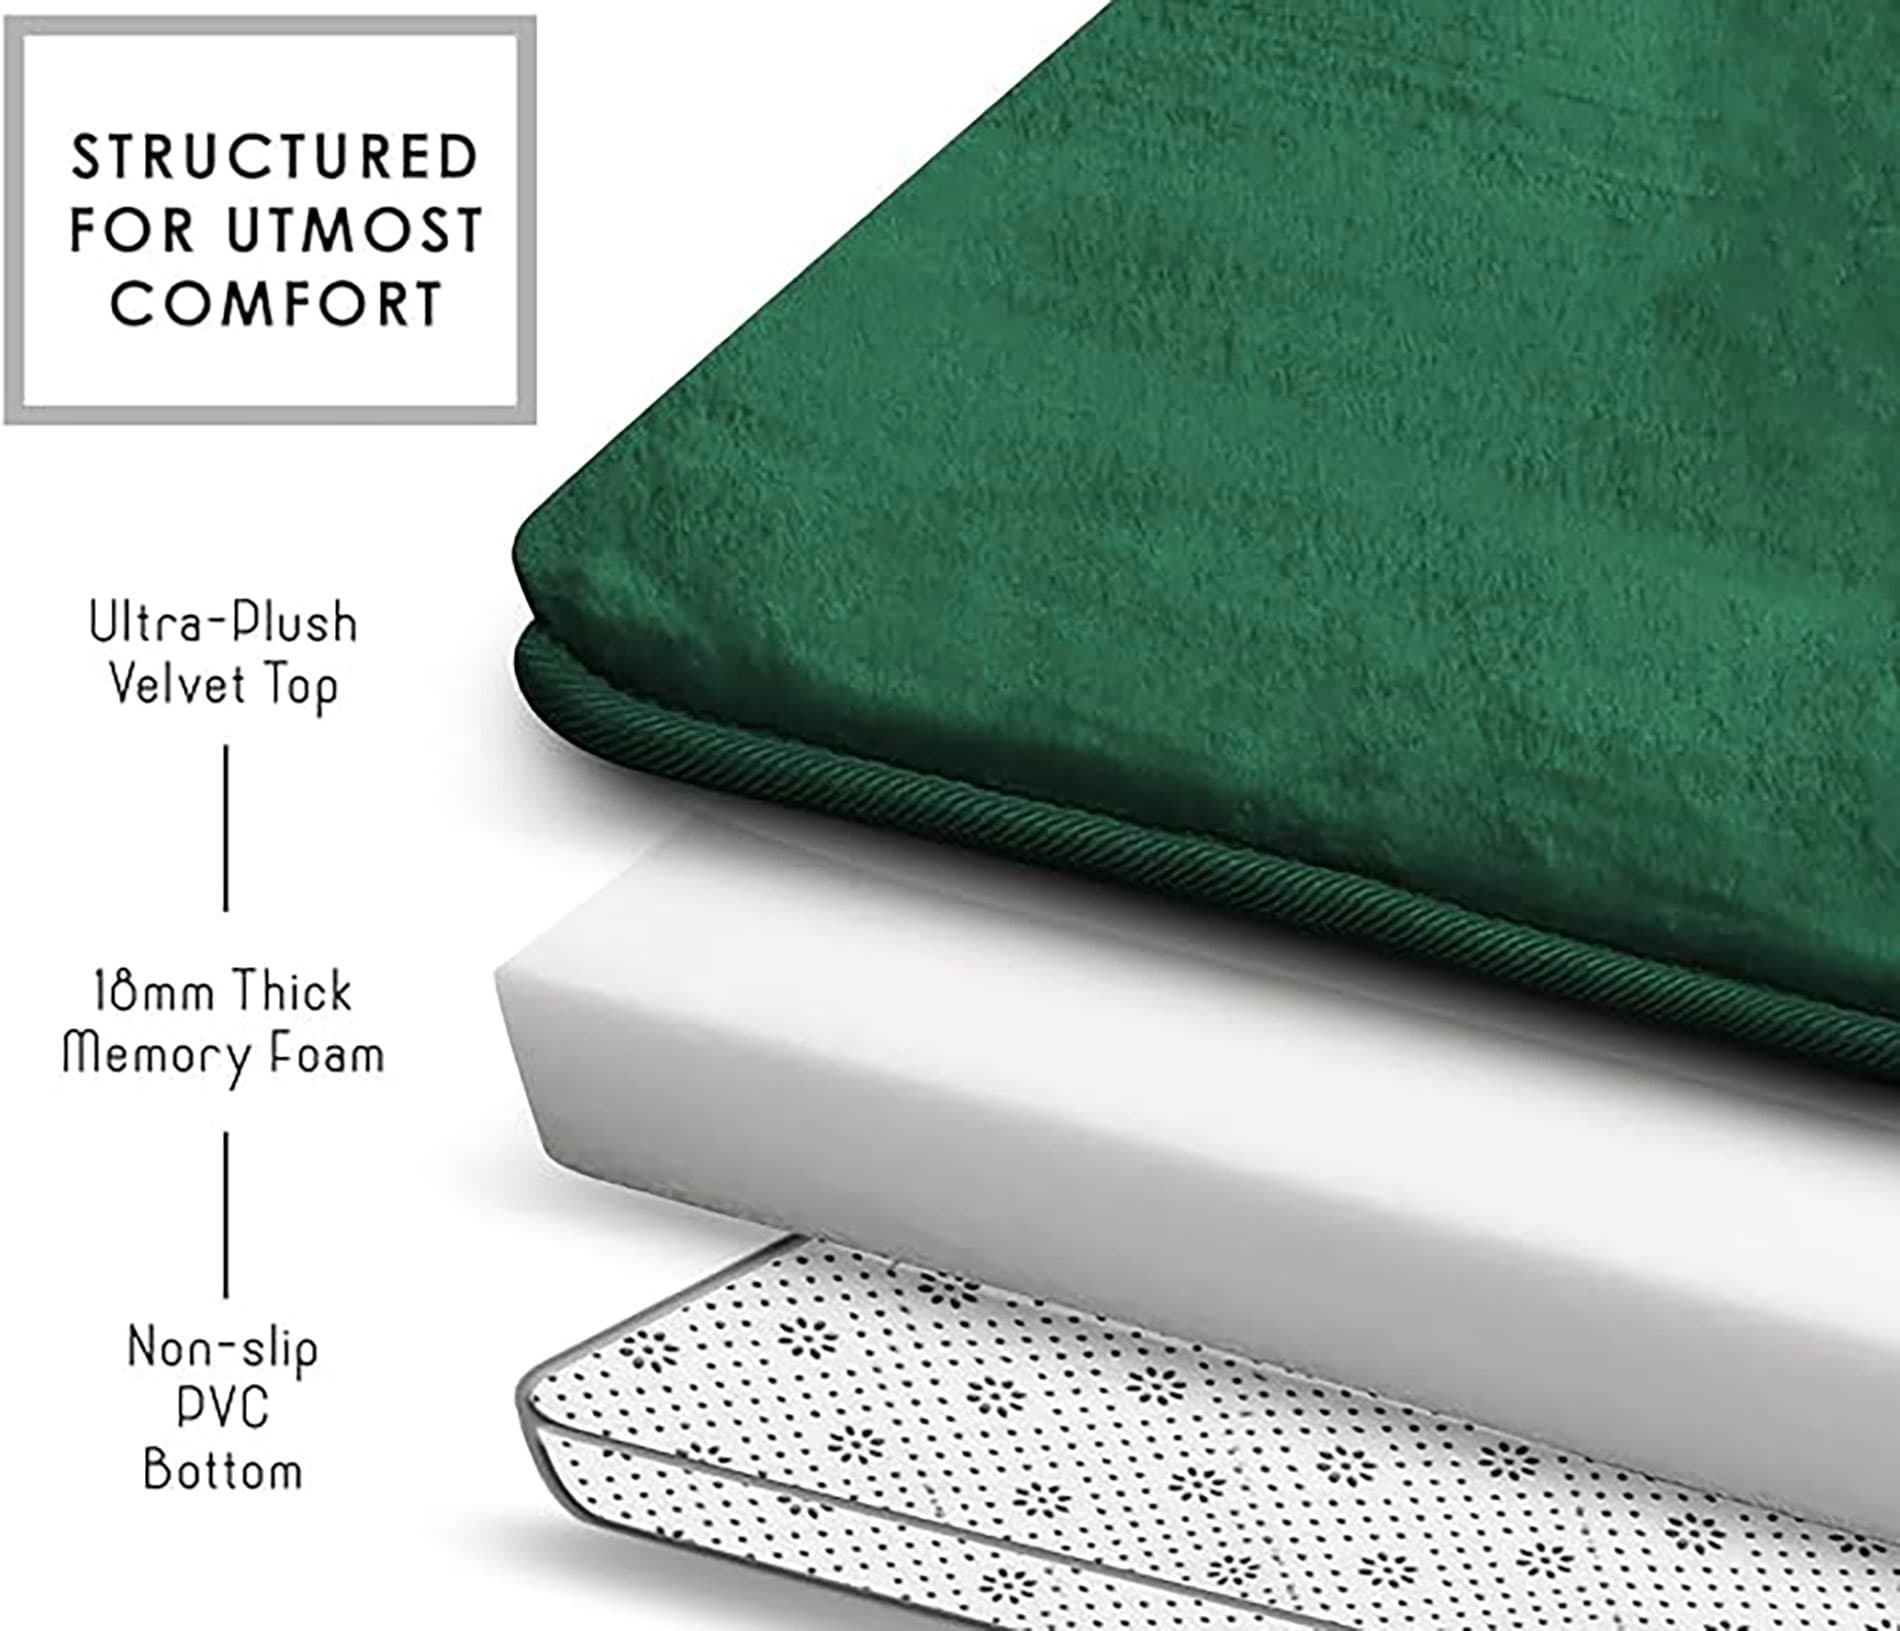 STRUCTURED
FOR UTMOST
COMFORT
Ultra-Plush
Velvet Top
18mm Thick
Memory Foam
Non-slip
PVC
Bottom